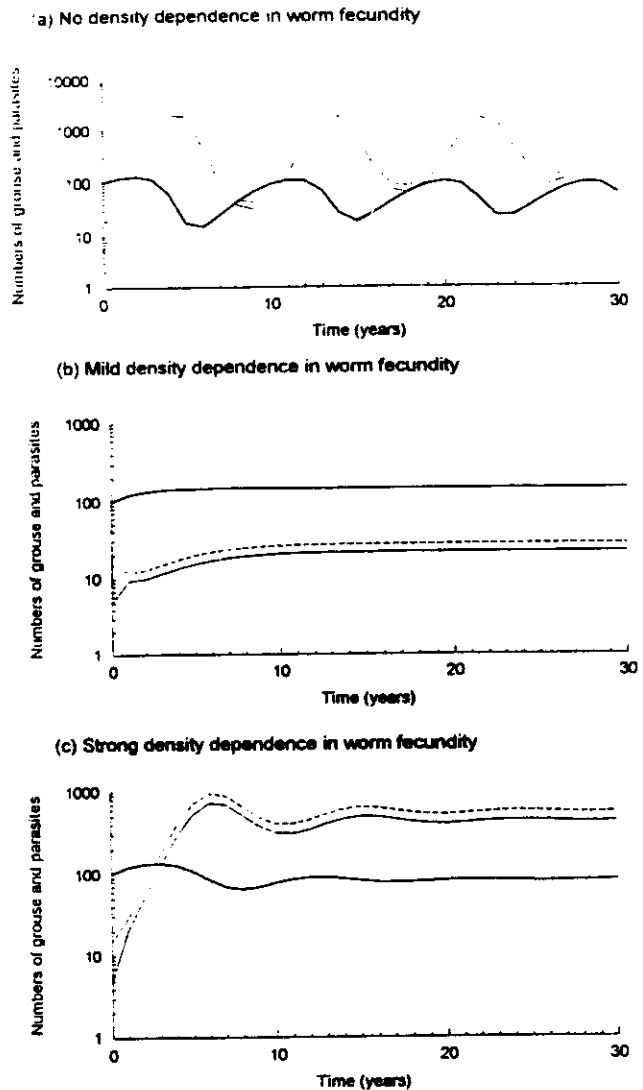 a) No density dependence in worm fecundity
Numbers of grouse and parasites
10000
1000
100
10
1
0
10
20
30
Time (years)
(b) Mild density dependence in worm fecundity
Numbers of grouse and parasites
1000
100
10
1
0
10
20
30
Time (years)
(c) Strong density dependence in worm fecundity
Numbers of grouse and parasites
1000
100
10
1
0
10
20
30
Time (years)